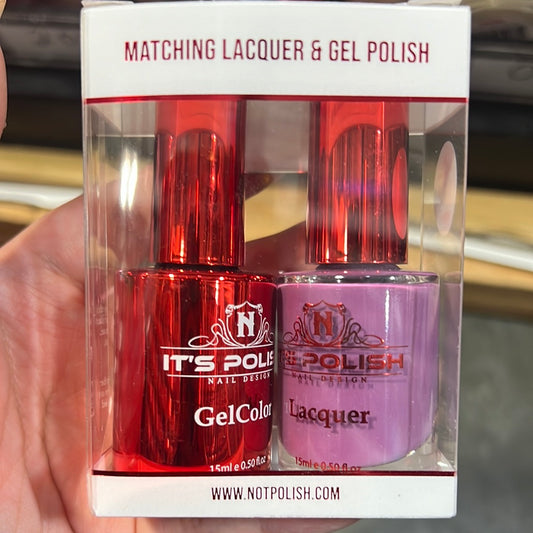 MATCHING LACQUER & GEL POLISH
N
IT'S POLIS
NAIL DESIGN
GelColor
15ml e 0.50 fl.oz
N
POLISH
NAIL DESIGN
Lacquer
15ml e 0.50 fl.oz
WWW.NOTPOLISH.COM